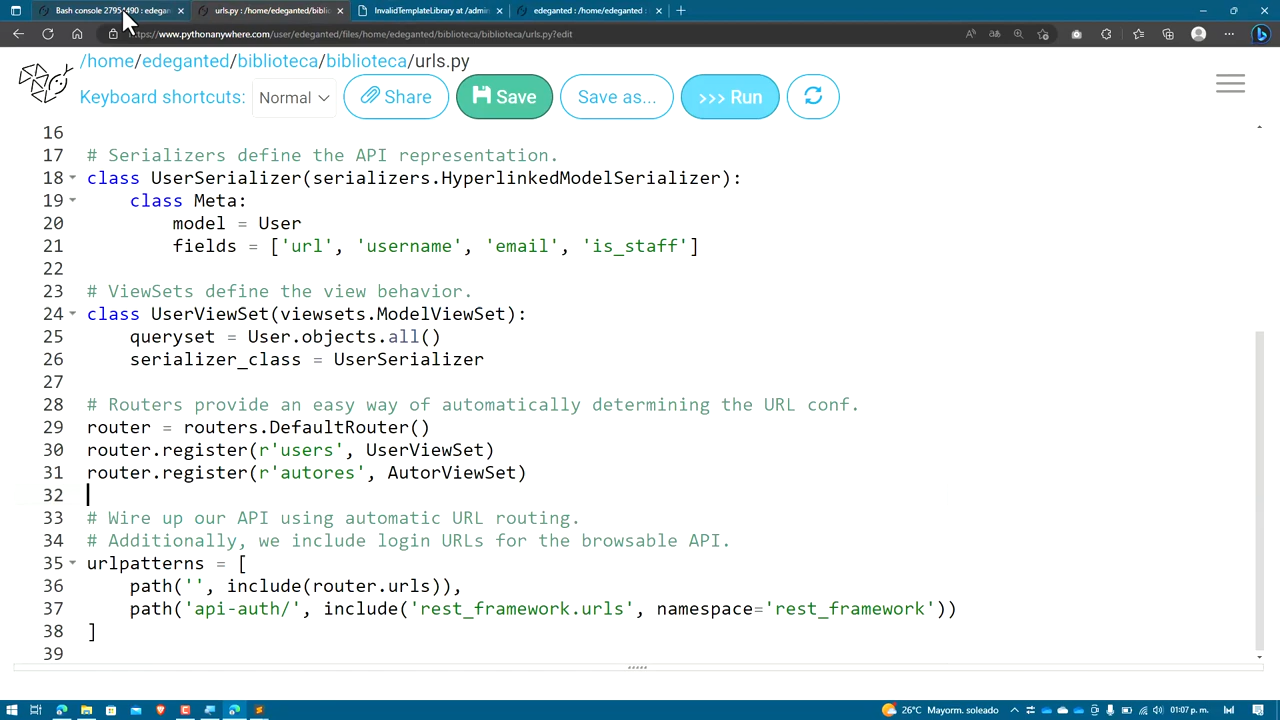 Bash console 27954490 : edegan
urls.py : /home/edeganted/bibli
InvalidTemplateLibrary at /admin
edeganted : /home/edeganted
https://www.pythonanywhere.com/user/edeganted/files/home/edeganted/biblioteca/biblioteca/urls.py?edit
/home/edeganted/biblioteca/biblioteca/urls.py
Keyboard shortcuts: Normal Share Save Save as... >>> Run
16
17 # Serializers define the API representation.
18 class UserSerializer(serializers.HyperlinkedModelSerializer):
19 class Meta:
20 model = User
21 fields = ['url', 'username', 'email', 'is_staff']
22
23 # ViewSets define the view behavior.
24 class UserViewSet(viewsets.ModelViewSet):
25 queryset = User.objects.all()
26 serializer_class = UserSerializer
27
28 # Routers provide an easy way of automatically determining the URL conf.
29 router = routers.DefaultRouter()
30 router.register(r'users', UserViewSet)
31 router.register(r'autores', AutorViewSet)
32
33 # Wire up our API using automatic URL routing.
34 # Additionally, we include login URLs for the browsable API.
35 urlpatterns = [
36 path('', include(router.urls)),
37 path('api-auth/', include('rest_framework.urls', namespace='rest_framework'))
38 ]
39
26°C Mayorm. soleado 01:07 p. m.